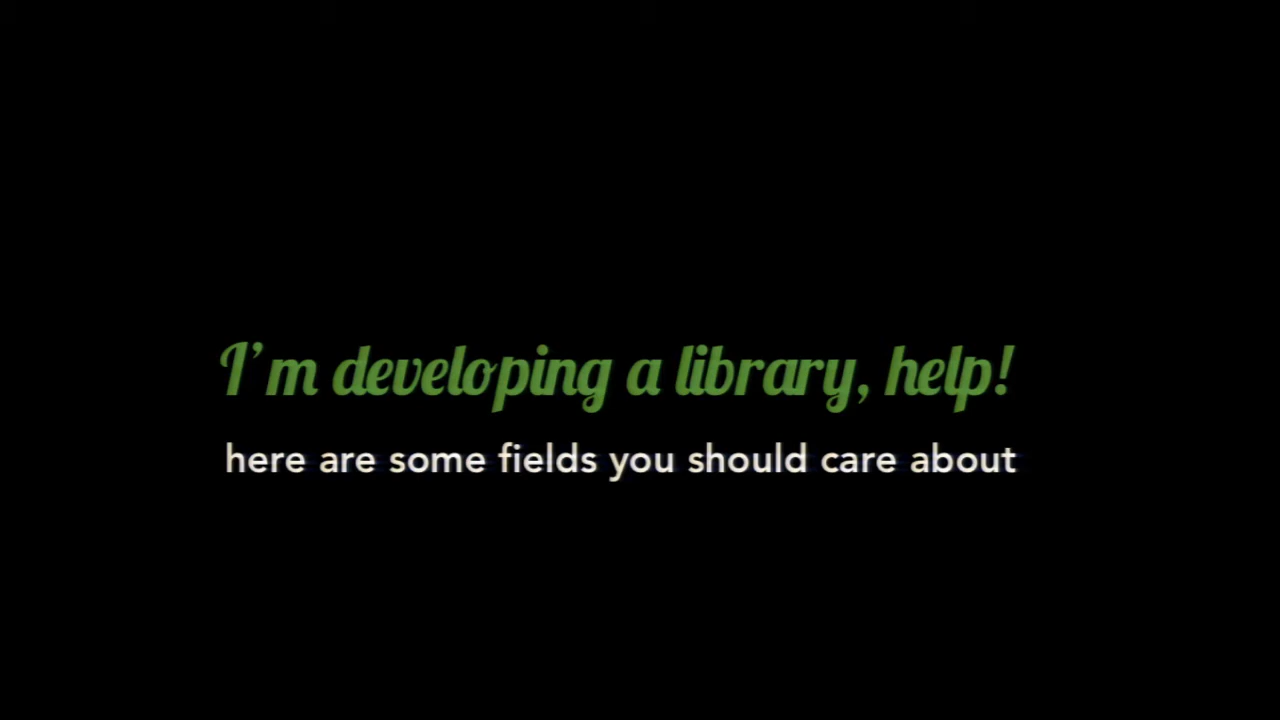 I’m developing a library, help!
here are some fields you should care about